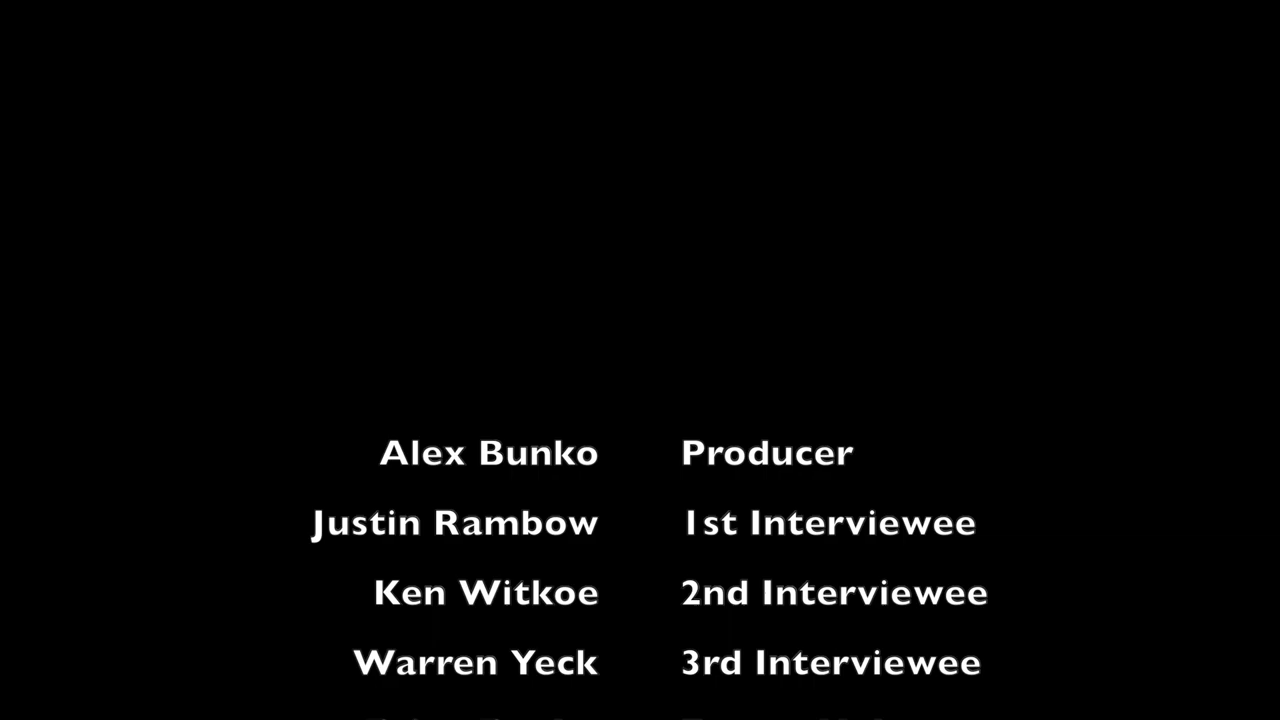 Alex Bunko Producer
Justin Rambow 1st Interviewee
Ken Witkoe 2nd Interviewee
Warren Yeck 3rd Interviewee